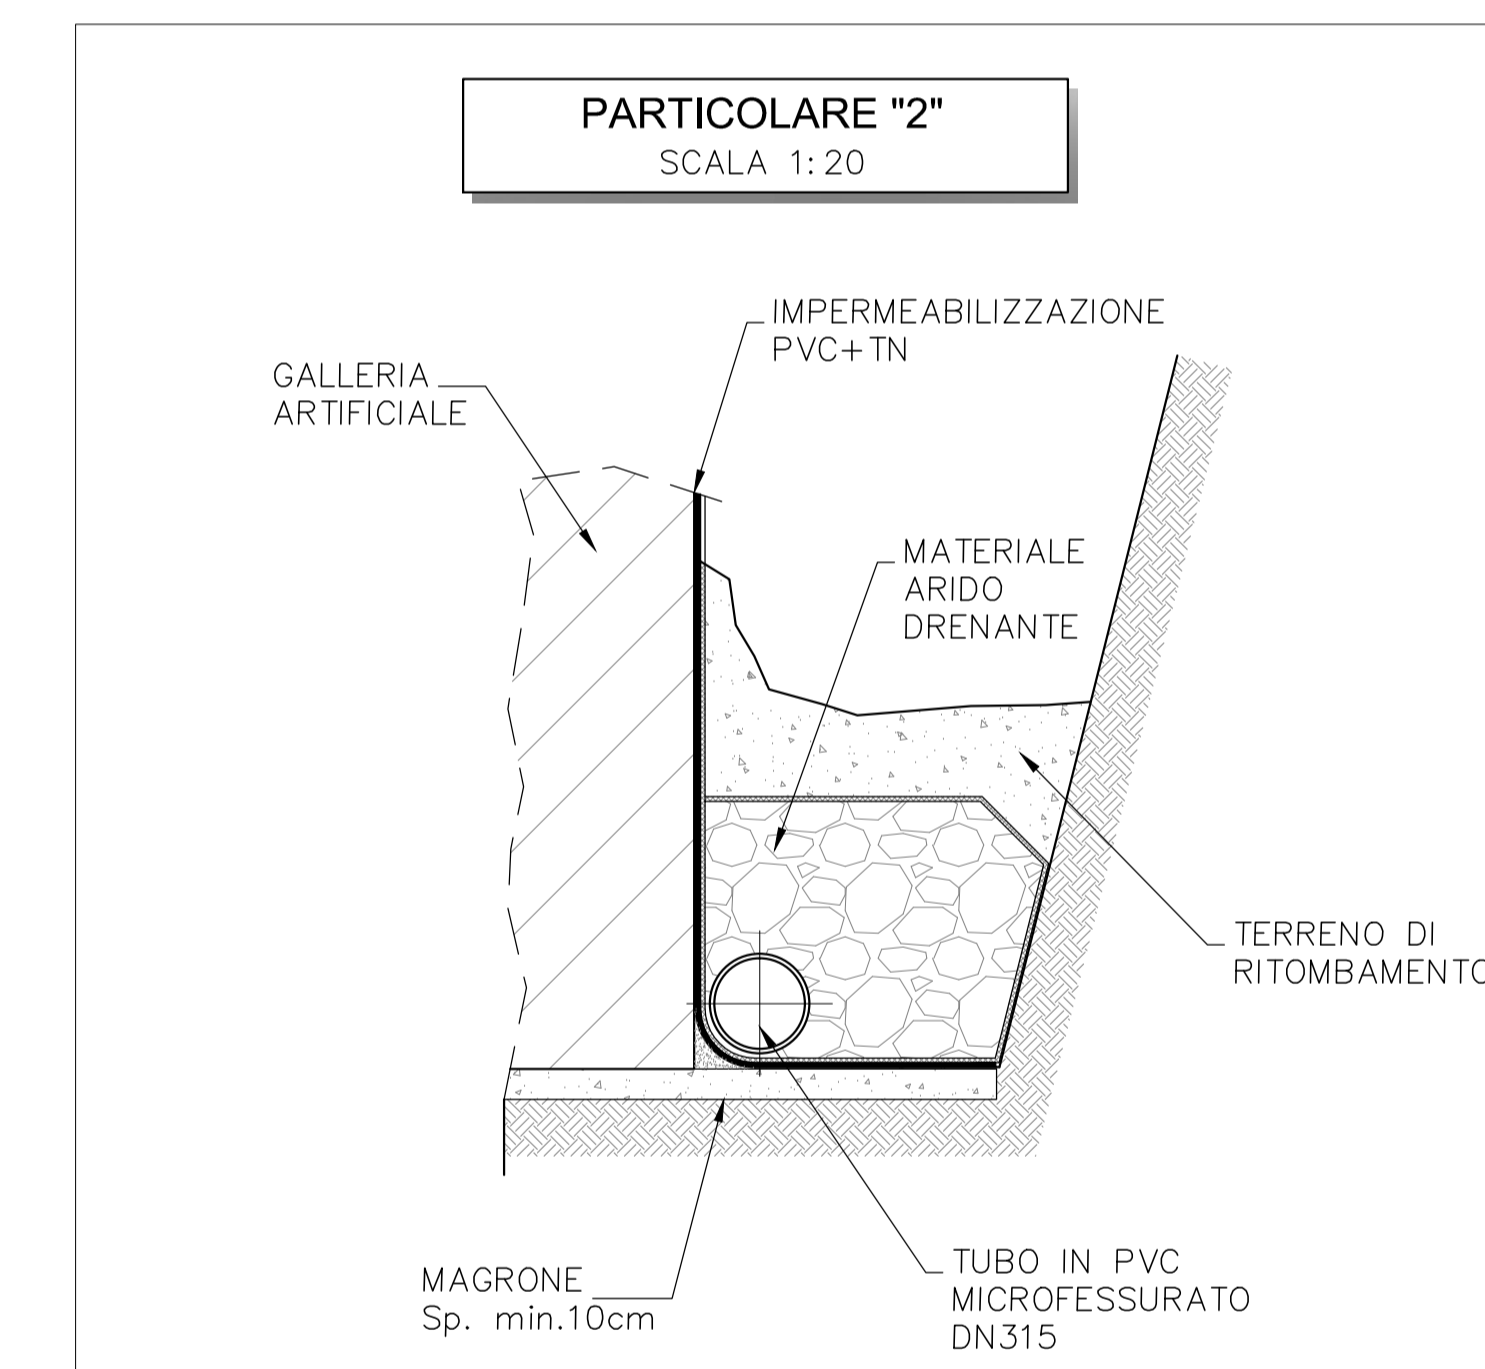 PARTICOLARE "2"
SCALA 1:20
IMPERMEABILIZZAZIONE
PVC+TN
GALLERIA
ARTIFICIALE
MATERIALE
ARIDO
DRENANTE
TERRENO DI
RITOMBAMENTO
MAGRONE
Sp. min.10cm
TUBO IN PVC
MICROFESSURATO
DN315